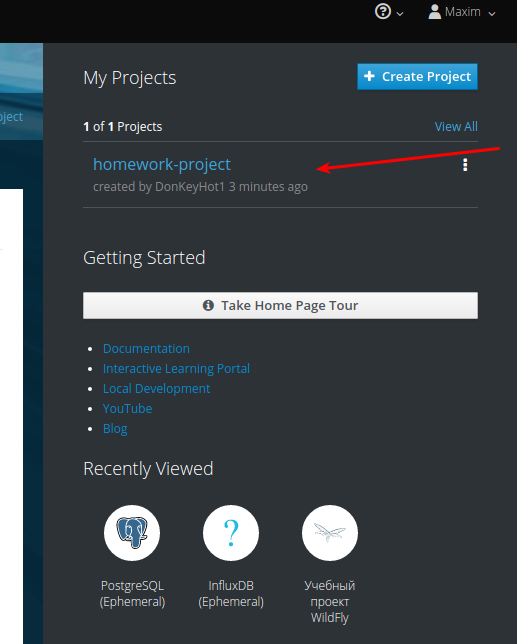 Maxim
oject
My Projects
Create Project
1 of 1 Projects
View All
homework-project
created by DonKeyHot1 3 minutes ago
Getting Started
Take Home Page Tour
Documentation
Interactive Learning Portal
Local Development
YouTube
Blog
Recently Viewed
PostgreSQL
(Ephemeral)
InfluxDB
(Ephemeral)
Учебный
проект
WildFly